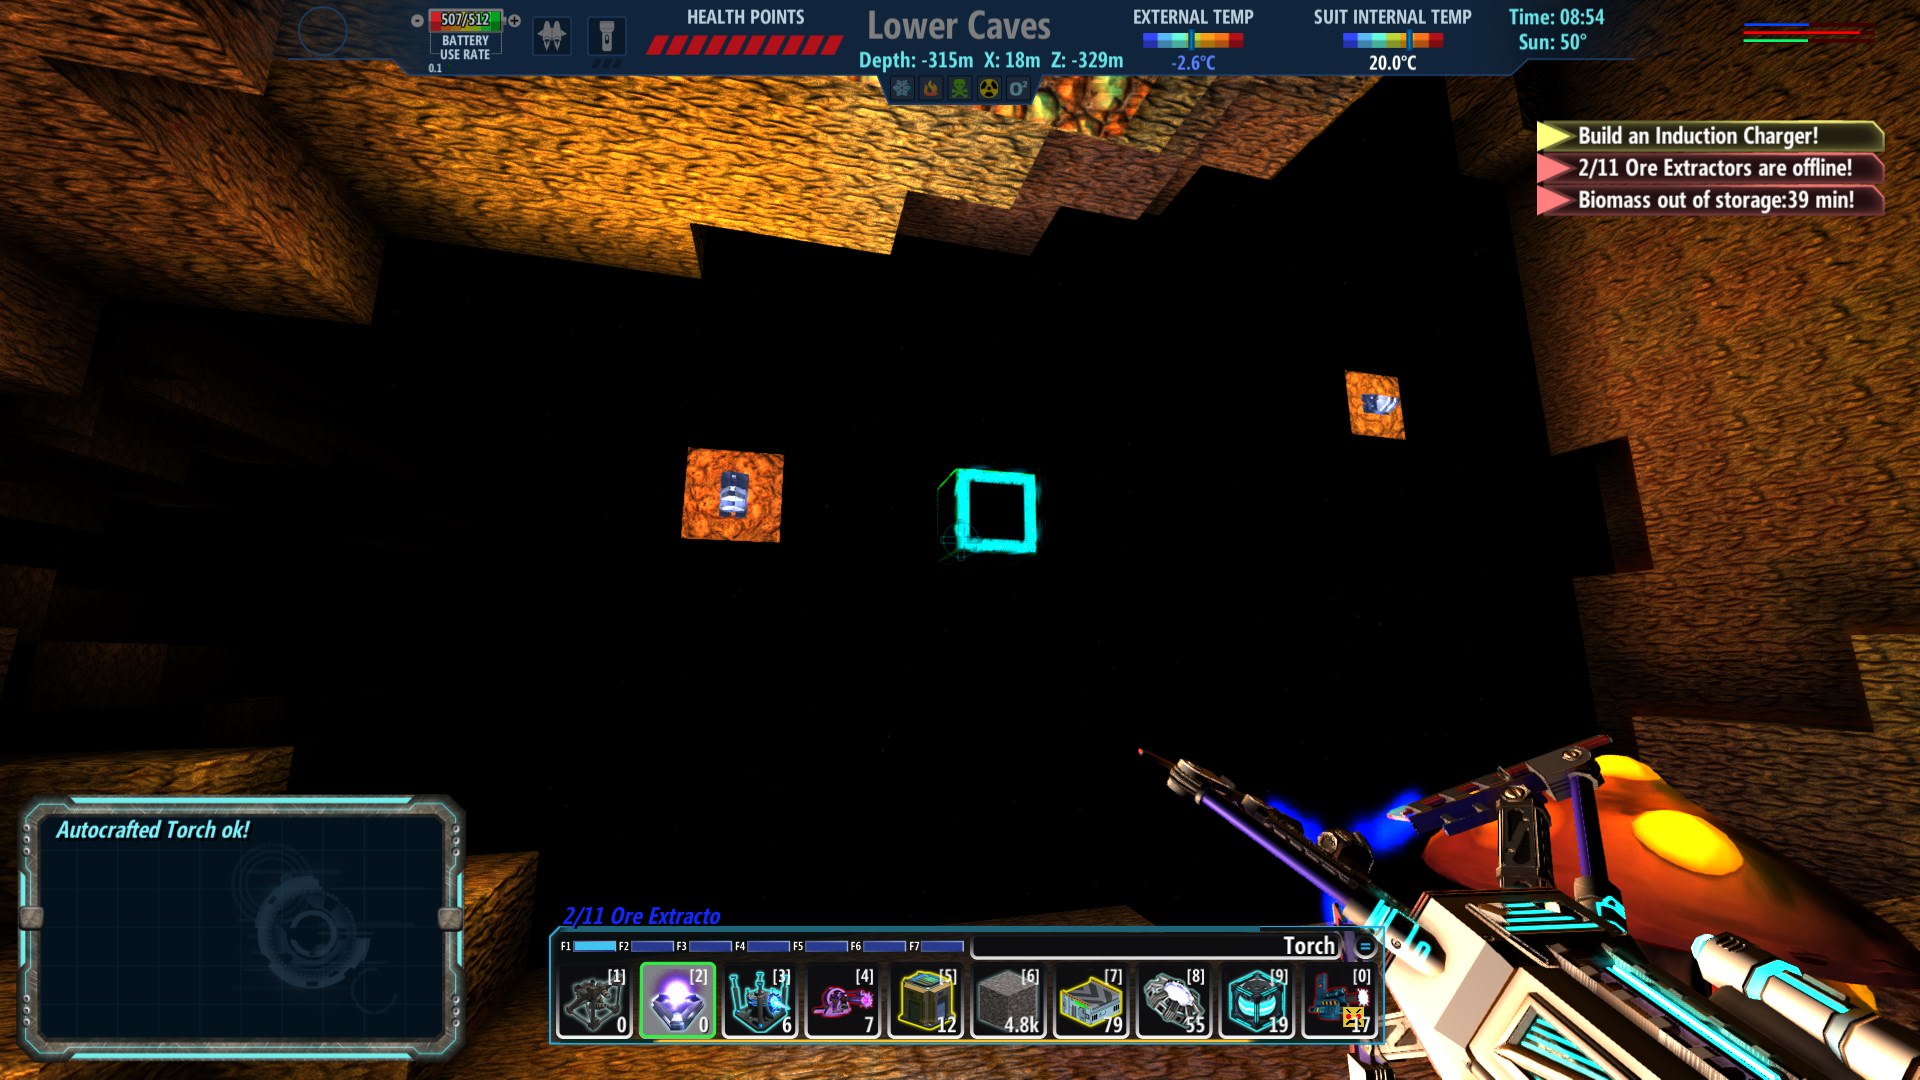 507/512
BATTERY
USE RATE
0.1
HEALTH POINTS
Lower Caves
Depth: -315m X: 18m Z: -329m
EXTERNAL TEMP
-2.6°C
SUIT INTERNAL TEMP
20.0°C
Time: 08:54
Sun: 50°
O²
Build an Induction Charger!
2/11 Ore Extractors are offline!
Biomass out of storage:39 min!
Autocrafted Torch ok!
2/11 Ore Extracto
F1 F2 F3 F4 F5 F6 F7
Torch
[1] [2] [3] [4] [5] [6] [7] [8] [9] [0]
0 0 6 7 12 4.8k 79 55 19 17